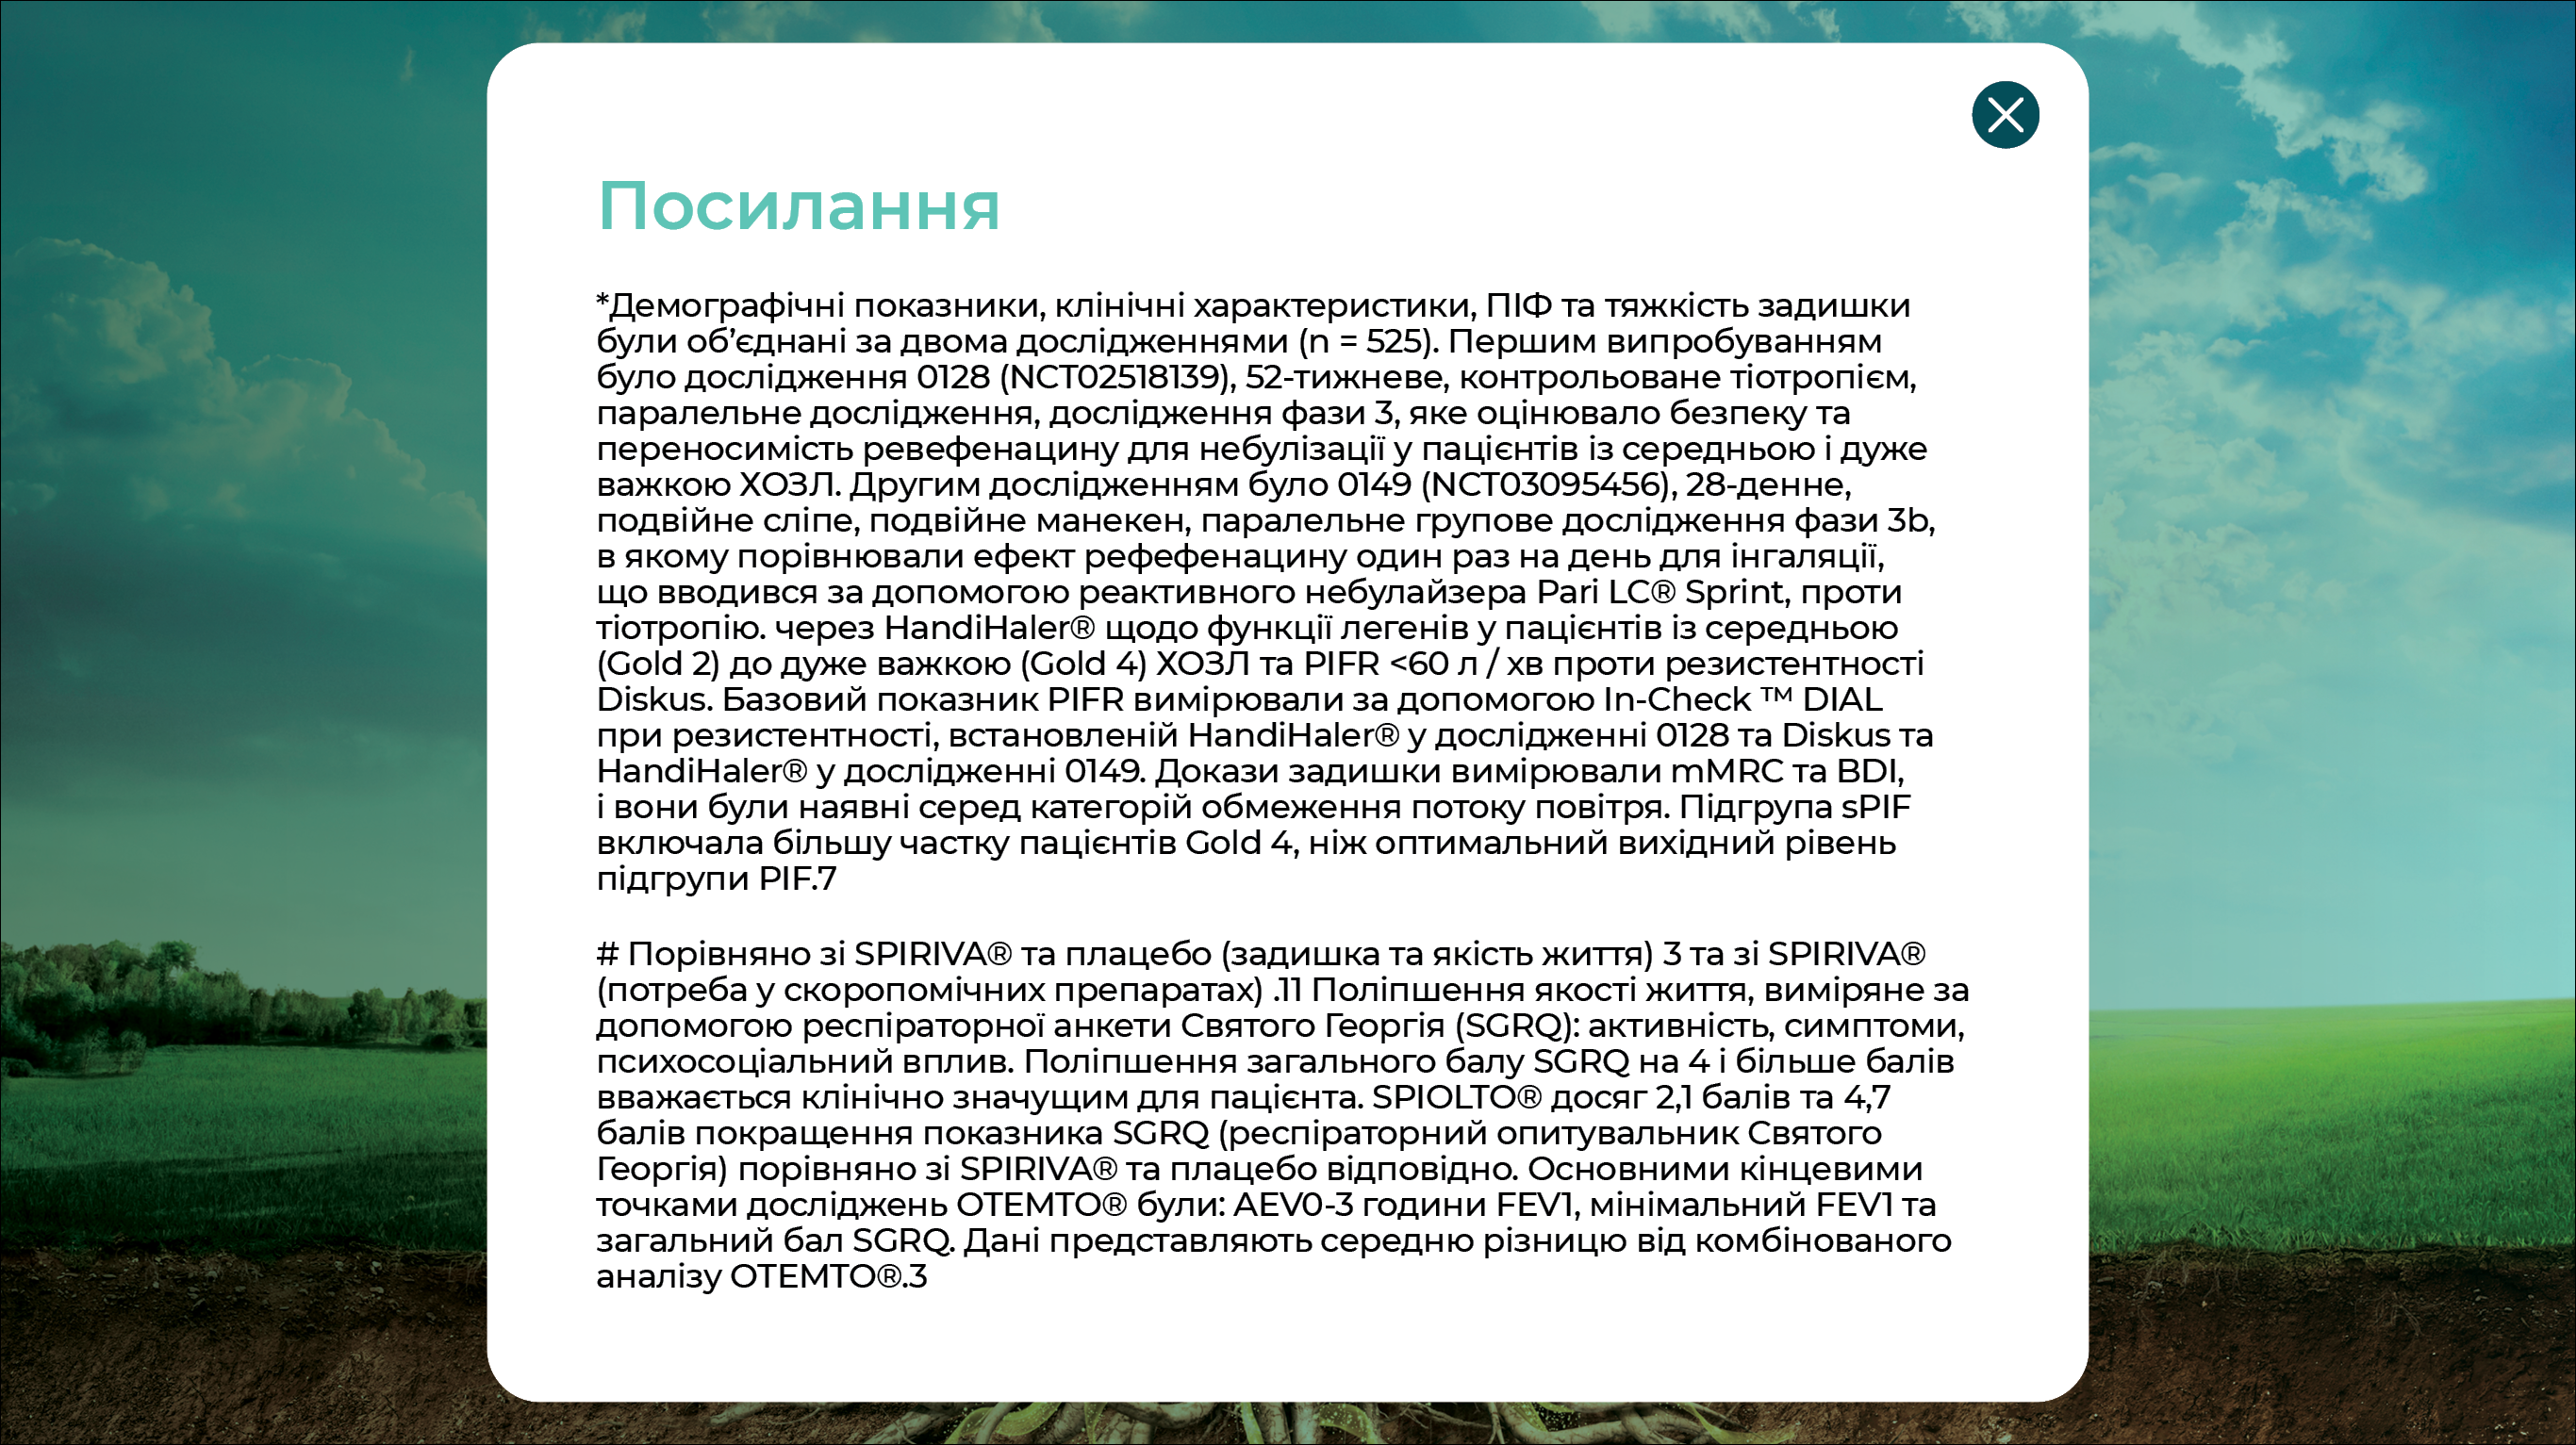 Посилання
*Демографічні показники, клінічні характеристики, ПІФ та тяжкість задишки
були об’єднані за двома дослідженнями (n = 525). Першим випробуванням
було дослідження 0128 (NCT02518139), 52-тижневе, контрольоване тіотропієм,
паралельне дослідження, дослідження фази 3, яке оцінювало безпеку та
переносимість ревефенацину для небулізації у пацієнтів із середньою і дуже
важкою ХОЗЛ. Другим дослідженням було 0149 (NCT03095456), 28-денне,
подвійне сліпе, подвійне манекен, паралельне групове дослідження фази 3b,
в якому порівнювали ефект рефефенацину один раз на день для інгаляції,
що вводився за допомогою реактивного небулайзера Pari LC® Sprint, проти
тіотропію. через HandiHaler® щодо функції легенів у пацієнтів із середньою
(Gold 2) до дуже важкою (Gold 4) ХОЗЛ та PIFR <60 л / хв проти резистентності
Diskus. Базовий показник PIFR вимірювали за допомогою In-Check ™ DIAL
при резистентності, встановленій HandiHaler® у дослідженні 0128 та Diskus та
HandiHaler® у дослідженні 0149. Докази задишки вимірювали mMRC та BDI,
і вони були наявні серед категорій обмеження потоку повітря. Підгрупа sPIF
включала більшу частку пацієнтів Gold 4, ніж оптимальний вихідний рівень
підгрупи PIF.7
# Порівняно зі SPIRIVA® та плацебо (задишка та якість життя) 3 та зі SPIRIVA®
(потреба у скоропомічних препаратах) .11 Поліпшення якості життя, виміряне за
допомогою респіраторної анкети Святого Георгія (SGRQ): активність, симптоми,
психосоціальний вплив. Поліпшення загального балу SGRQ на 4 і більше балів
вважається клінічно значущим для пацієнта. SPIOLTO® досяг 2,1 балів та 4,7
балів покращення показника SGRQ (респіраторний опитувальник Святого
Георгія) порівняно зі SPIRIVA® та плацебо відповідно. Основними кінцевими
точками досліджень OTEMTO® були: AEV0-3 години FEV1, мінімальний FEV1 та
загальний бал SGRQ. Дані представляють середню різницю від комбінованого
аналізу OTEMTO®.3